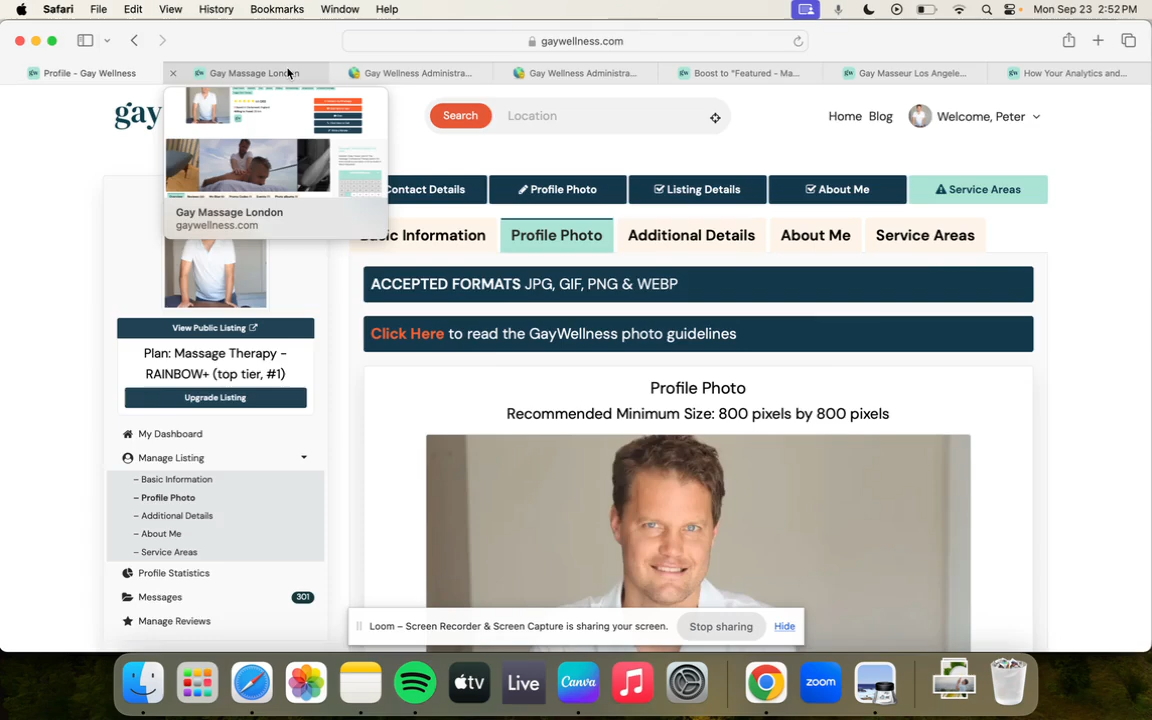 Safari File Edit View History Bookmarks Window Help Mon Sep 23 2:52 PM
gaywellness.com
Profile - Gay Wellness Gay Massage London Gay Wellness Administra... Gay Wellness Administra... Boost to "Featured - Ma... Gay Masseur Los Angele... How Your Analytics and...
gay Search Location Home Blog Welcome, Peter
Contact Details Profile Photo Listing Details About Me Service Areas
Gay Massage London
gaywellness.com
Basic Information Profile Photo Additional Details About Me Service Areas
ACCEPTED FORMATS JPG, GIF, PNG & WEBP
Click Here to read the GayWellness photo guidelines
View Public Listing
Plan: Massage Therapy -
RAINBOW+ (top tier, #1)
Upgrade Listing
Profile Photo
Recommended Minimum Size: 800 pixels by 800 pixels
My Dashboard
Manage Listing
– Basic Information
– Profile Photo
– Additional Details
– About Me
– Service Areas
Profile Statistics
Messages 301
Manage Reviews
Loom – Screen Recorder & Screen Capture is sharing your screen. Stop sharing Hide
tv Live Canva zoom